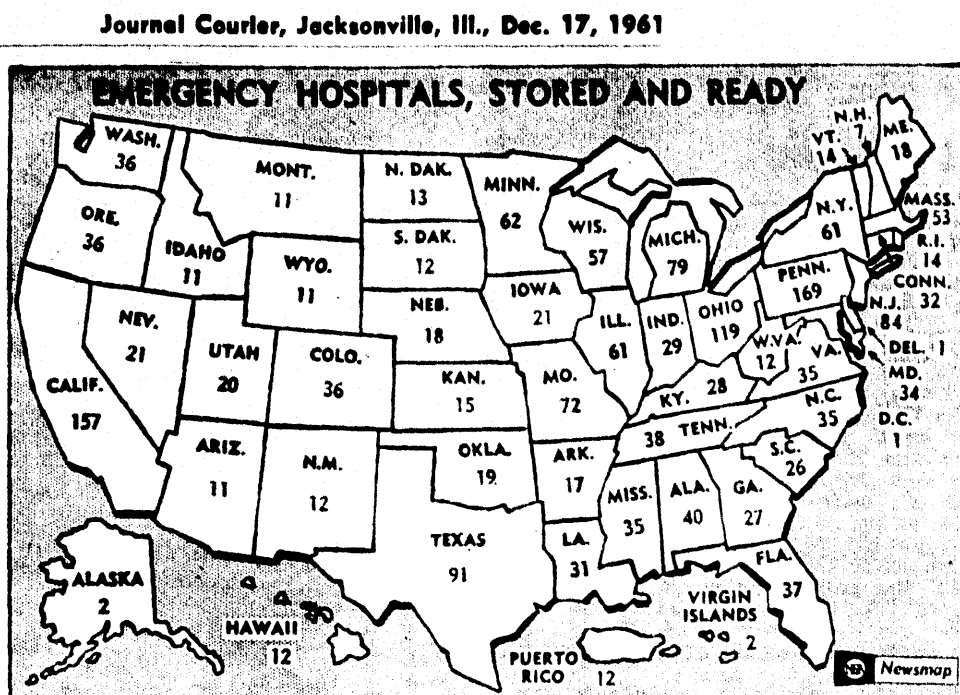 Journal Courier, Jacksonville, Ill., Dec. 17, 1961
EMERGENCY HOSPITALS, STORED AND READY
WASH.
36
ORE.
36
IDAHO
11
MONT.
11
WYO.
11
N. DAK.
13
S. DAK.
12
NEB.
18
MINN.
62
WIS.
57
MICH.
79
IOWA
21
ILL.
61
IND.
29
OHIO
119
PENN.
169
N.Y.
61
VT.
14
N.H.
7
ME.
18
MASS.
53
R.I.
14
CONN.
32
N.J.
84
DEL. 1
MD.
34
D.C.
1
W.VA.
12
VA.
35
N.C.
35
S.C.
26
KY. 28
38 TENN.
CALIF.
157
NEV.
21
UTAH
20
COLO.
36
KAN.
15
MO.
72
ARIZ.
11
N.M.
12
OKLA.
19
ARK.
17
TEXAS
91
LA.
31
MISS.
35
ALA.
40
GA.
27
FLA.
37
ALASKA
2
HAWAII
12
PUERTO
RICO 12
VIRGIN
ISLANDS
2
NEA Newsmap